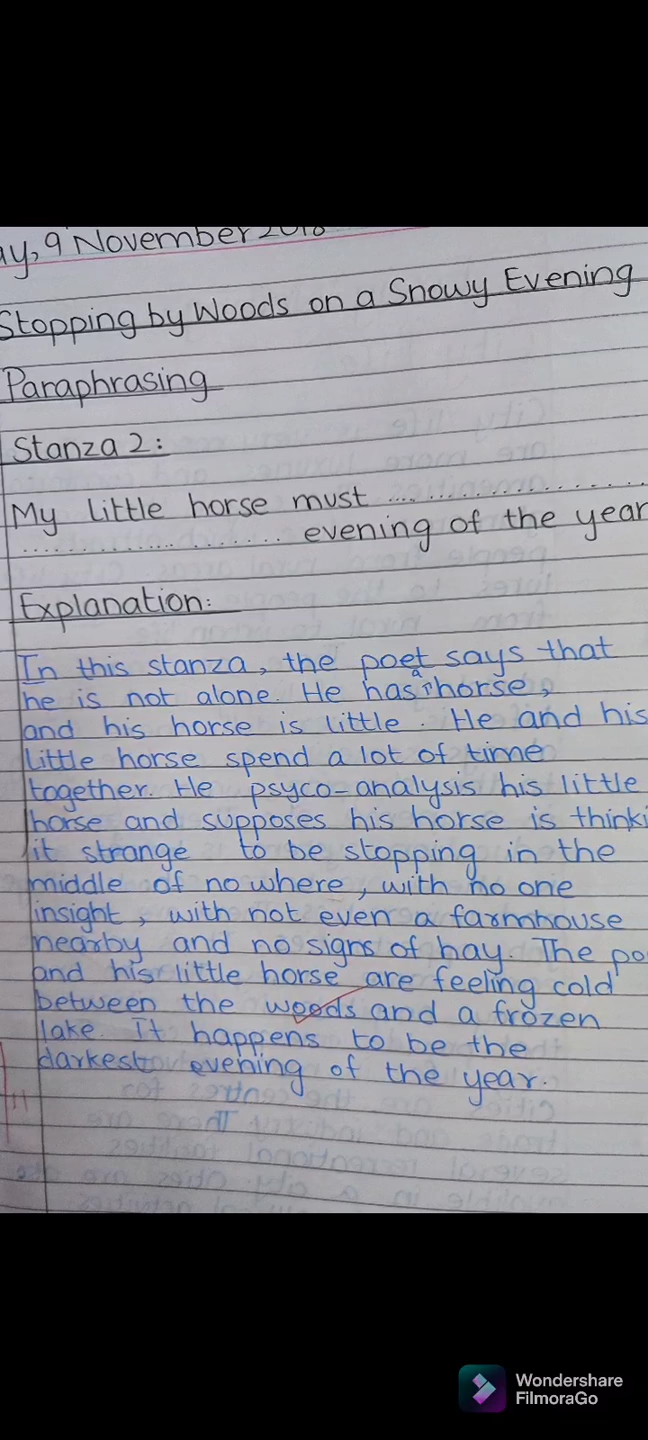 ay, 9 November 2018
Stopping by Woods on a Snowy Evening
Paraphrasing
Stanza 2:
My little horse must ...................
...................... evening of the year
Explanation:
In this stanza, the poet says that
he is not alone. He has a horse,
and his horse is little. He and his
little horse spend a lot of time
together. He psyco-analysis his little
horse and supposes his horse is thinki
it strange to be stopping in the
middle of no where, with no one
insight, with not even a farmhouse
nearby and no signs of hay. The po
and his little horse are feeling cold
between the woods and a frozen
lake. It happens to be the
darkest evening of the year.
Wondershare
FilmoraGo